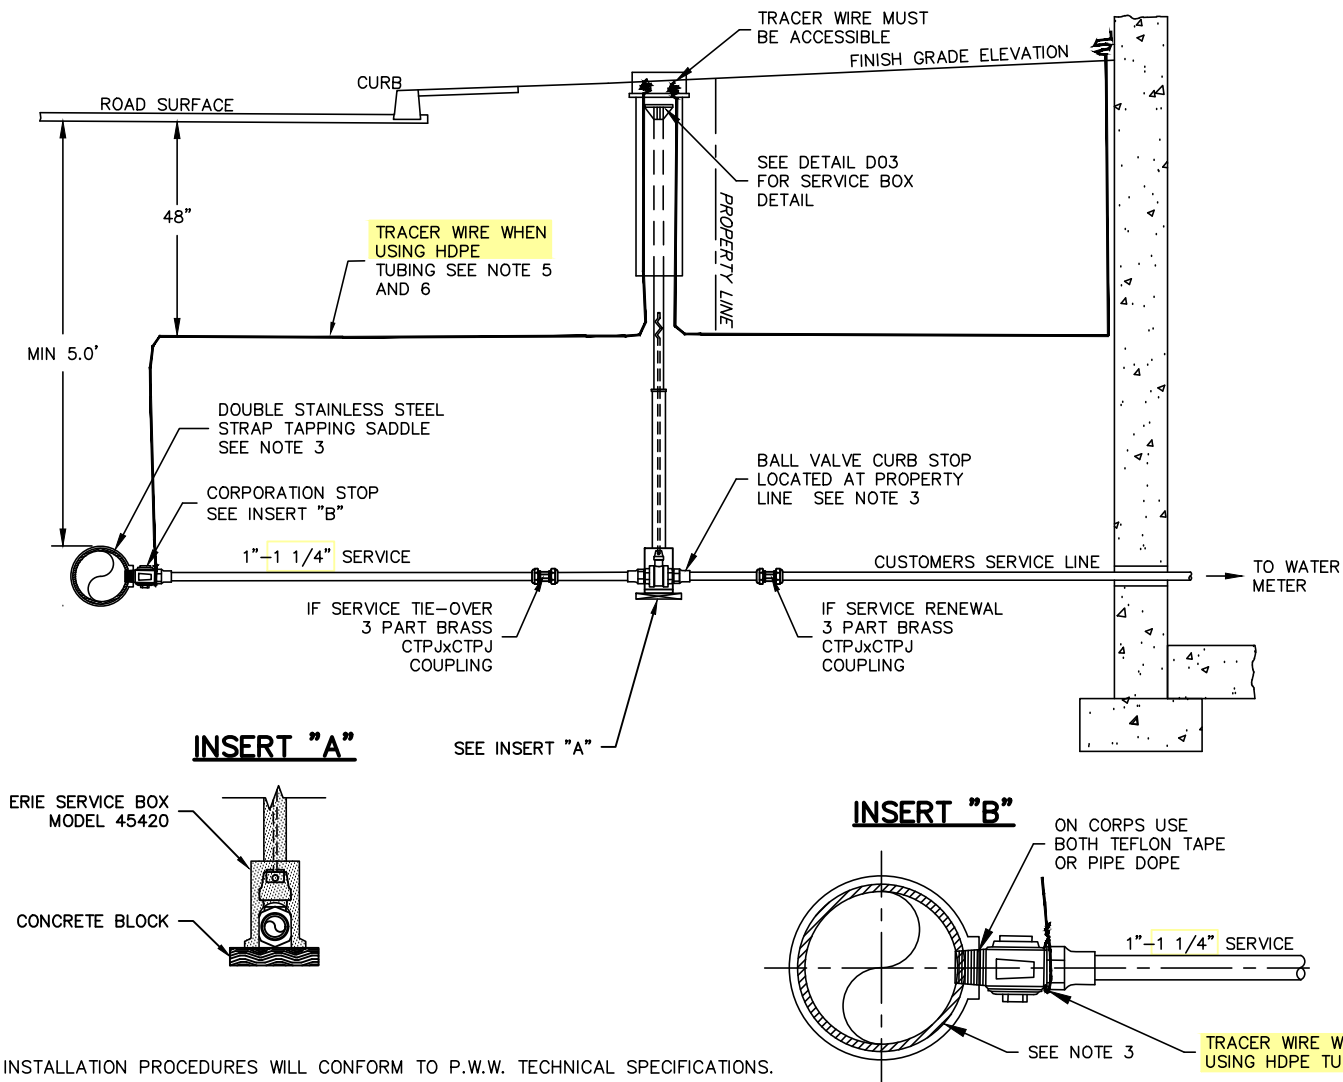 TRACER WIRE MUST
BE ACCESSIBLE
FINISH GRADE ELEVATION
CURB
ROAD SURFACE
SEE DETAIL D03
FOR SERVICE BOX
DETAIL
PROPERTY LINE
48"
TRACER WIRE WHEN
USING HDPE
TUBING SEE NOTE 5
AND 6
MIN 5.0'
DOUBLE STAINLESS STEEL
STRAP TAPPING SADDLE
SEE NOTE 3
CORPORATION STOP
SEE INSERT "B"
BALL VALVE CURB STOP
LOCATED AT PROPERTY
LINE SEE NOTE 3
1"-1 1/4" SERVICE
CUSTOMERS SERVICE LINE
TO WATER
METER
IF SERVICE TIE-OVER
3 PART BRASS
CTPJxCTPJ
COUPLING
IF SERVICE RENEWAL
3 PART BRASS
CTPJxCTPJ
COUPLING
INSERT "A"
SEE INSERT "A"
ERIE SERVICE BOX
MODEL 45420
CONCRETE BLOCK
INSERT "B"
ON CORPS USE
BOTH TEFLON TAPE
OR PIPE DOPE
1"-1 1/4" SERVICE
SEE NOTE 3
TRACER WIRE W
USING HDPE TU
INSTALLATION PROCEDURES WILL CONFORM TO P.W.W. TECHNICAL SPECIFICATIONS.